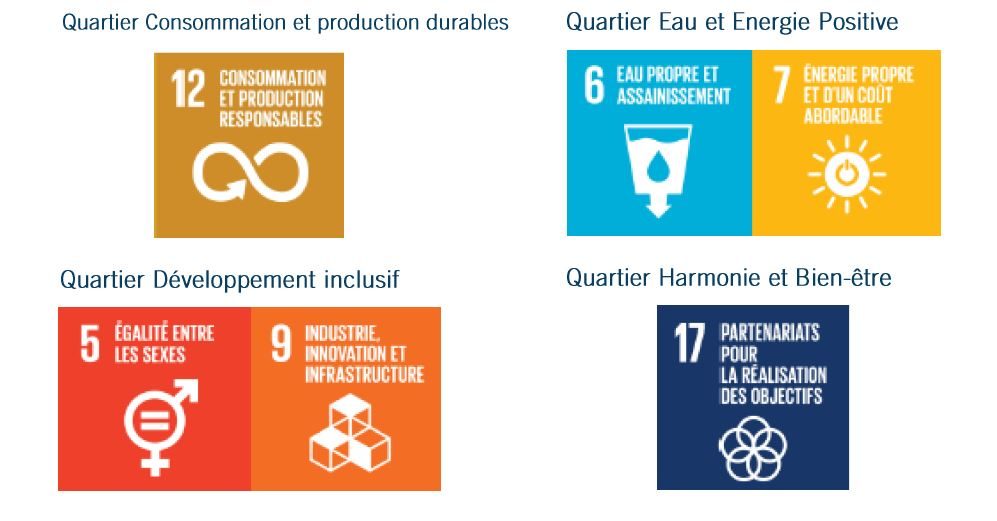 Quartier Consommation et production durables
12 CONSOMMATION
ET PRODUCTION
RESPONSABLES
Quartier Eau et Energie Positive
6 EAU PROPRE ET
ASSAINISSEMENT
7 ÉNERGIE PROPRE
ET D'UN COÛT
ABORDABLE
Quartier Développement inclusif
5 ÉGALITÉ ENTRE
LES SEXES
9 INDUSTRIE,
INNOVATION ET
INFRASTRUCTURE
Quartier Harmonie et Bien-être
17 PARTENARIATS
POUR
LA RÉALISATION
DES OBJECTIFS